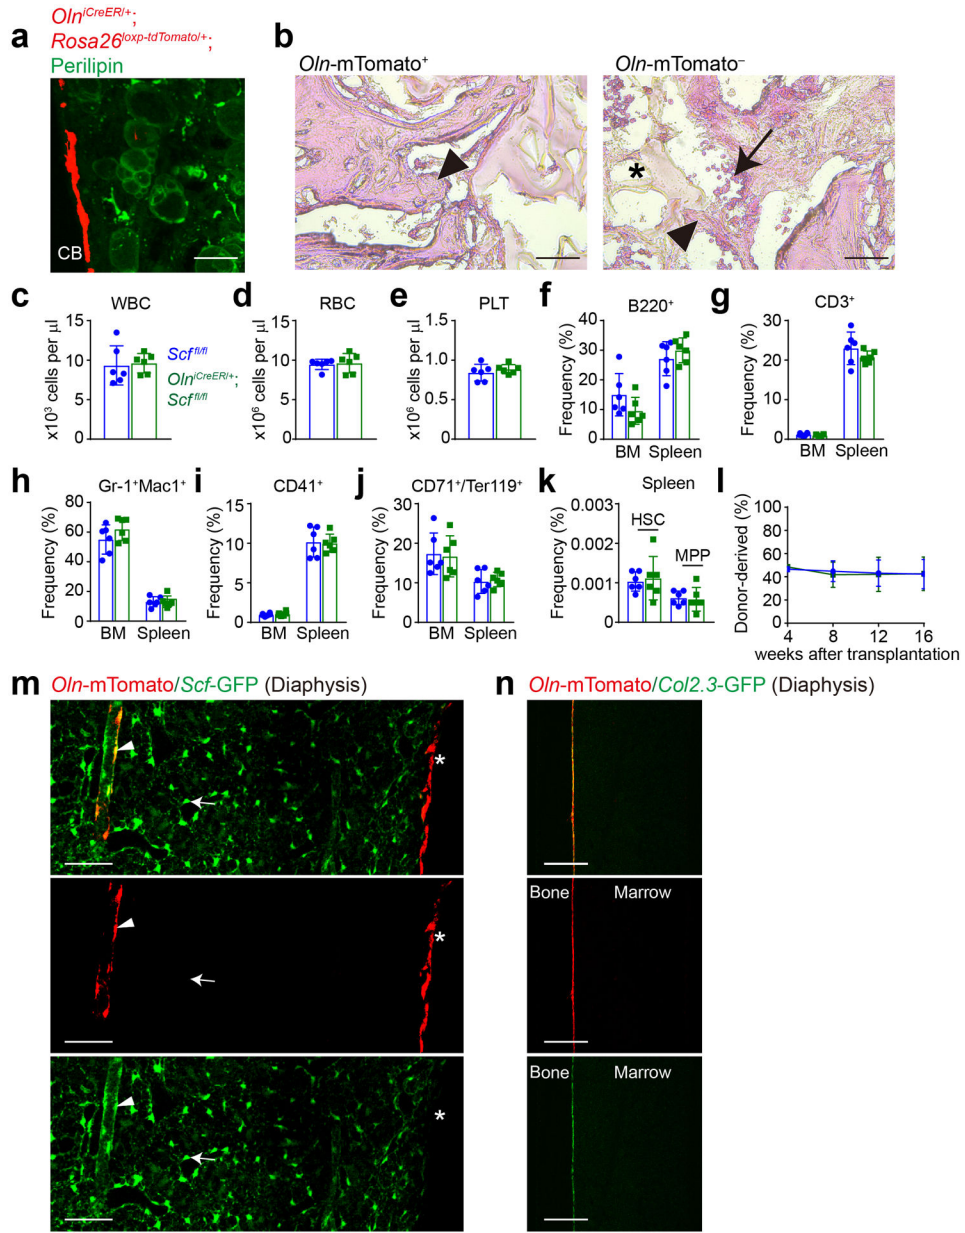 a
Oln^iCreER/+;
Rosa26^loxp-tdTomato/+;
Perilipin
CB
b
Oln-mTomato⁺
Oln-mTomato⁻
*
c
WBC
x10³ cells per µl
15
10
5
0
Scf^fl/fl
Oln^iCreER/+;
Scf^fl/fl
d
RBC
x10⁶ cells per µl
15
10
5
0
e
PLT
x10⁶ cells per µl
1.5
1
0.5
0
f
B220⁺
Frequency (%)
40
30
20
10
0
BM Spleen
g
CD3⁺
Frequency (%)
30
20
10
0
BM Spleen
h
Gr-1⁺Mac1⁺
Frequency (%)
80
60
40
20
0
BM Spleen
i
CD41⁺
Frequency (%)
15
10
5
0
BM Spleen
j
CD71⁺/Ter119⁺
Frequency (%)
30
20
10
0
BM Spleen
k
Spleen
Frequency (%)
0.003
0.002
0.001
0
HSC
MPP
l
Donor-derived (%)
100
80
60
40
20
0
4 8 12 16
weeks after transplantation
m
Oln-mTomato/Scf-GFP (Diaphysis)
*
*
*
n
Oln-mTomato/Col2.3-GFP (Diaphysis)
Bone Marrow
Bone Marrow